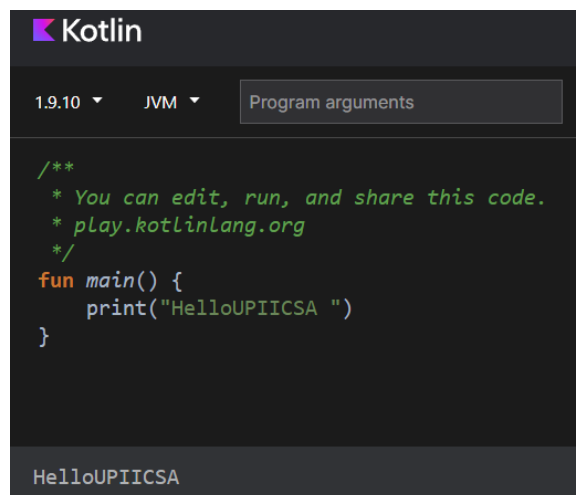 Kotlin
1.9.10 JVM Program arguments
/**
 * You can edit, run, and share this code.
 * play.kotlinlang.org
 */
fun main() {
    print("HelloUPIICSA ")
}
HelloUPIICSA